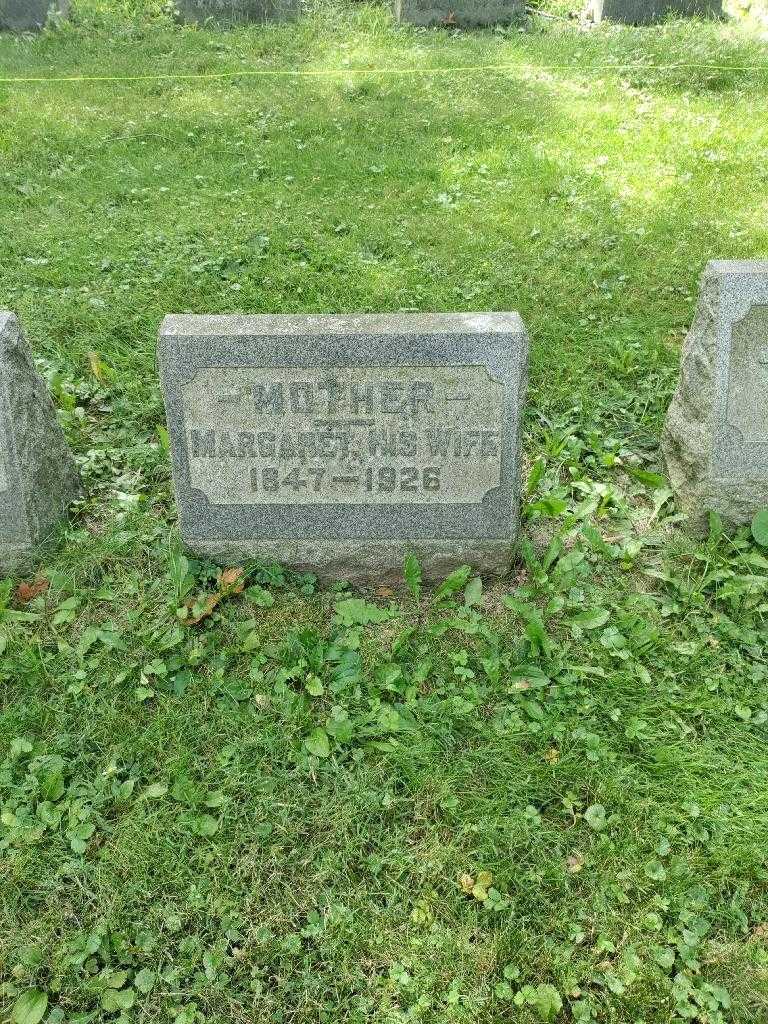 - MOTHER -
MARGARET, HIS WIFE
1847-1926